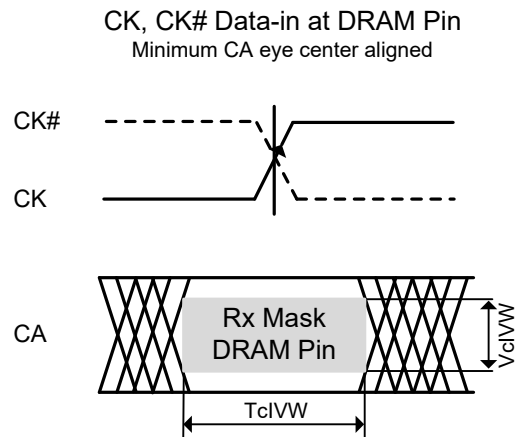 CK, CK# Data-in at DRAM Pin
Minimum CA eye center aligned
CK#
CK
CA
Rx Mask
DRAM Pin
VcIVW
TcIVW